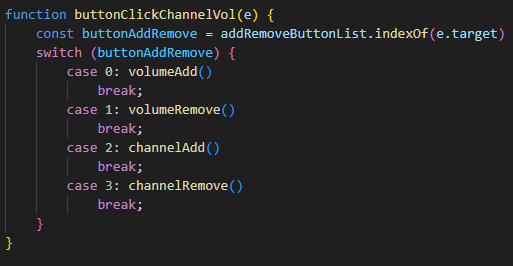 function buttonClickChannelVol(e) {
    const buttonAddRemove = addRemoveButtonList.indexOf(e.target)
    switch (buttonAddRemove) {
        case 0: volumeAdd()
            break;
        case 1: volumeRemove()
            break;
        case 2: channelAdd()
            break;
        case 3: channelRemove()
            break;
    }
}